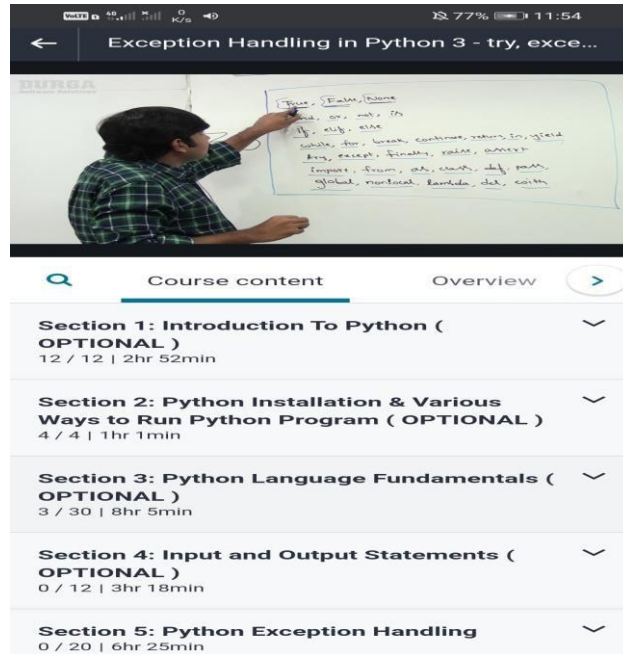 VoLTE 4G 0 K/s 77% 11:54
Exception Handling in Python 3 - try, exce...
DURGA
Software Solutions
True, False, None
and, or, not, is
if, elif, else
while, for, break, continue, return, in, yield
try, except, finally, raise, assert
import, from, as, class, def, pass,
global, nonlocal, lambda, del, with
Course content Overview
Section 1: Introduction To Python (
OPTIONAL )
12 / 12 | 2hr 52min
Section 2: Python Installation & Various
Ways to Run Python Program ( OPTIONAL )
4 / 4 | 1hr 1min
Section 3: Python Language Fundamentals (
OPTIONAL )
3 / 30 | 8hr 5min
Section 4: Input and Output Statements (
OPTIONAL )
0 / 12 | 3hr 18min
Section 5: Python Exception Handling
0 / 20 | 6hr 25min